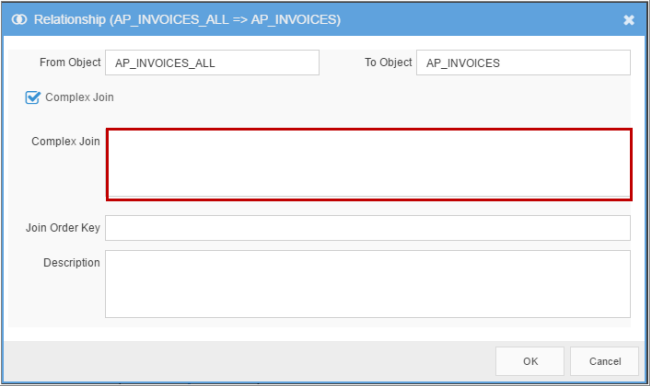 Relationship (AP_INVOICES_ALL => AP_INVOICES)
From Object AP_INVOICES_ALL To Object AP_INVOICES
Complex Join
Complex Join
Join Order Key
Description
OK Cancel